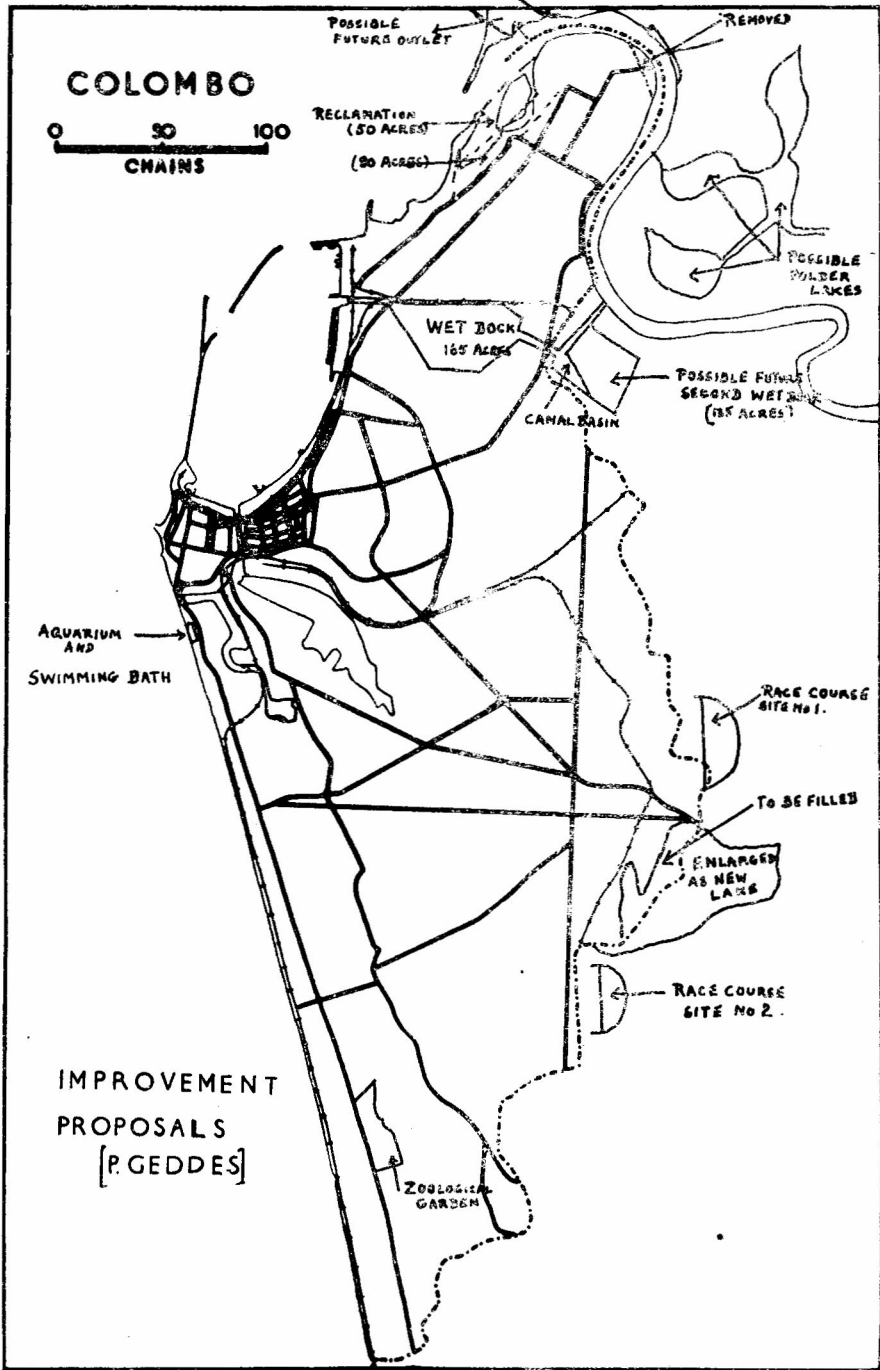 COLOMBO
0 50 100
CHAINS
POSSIBLE
FUTURE OUTLET
REMOVED
RECLAMATION
(50 ACRES)
(90 ACRES)
POSSIBLE
POLDER
LAKES
WET DOCK
165 ACRES
CANAL BASIN
POSSIBLE FUTURE
SECOND WET DOCK
(185 ACRES)
AQUARIUM
AND
SWIMMING BATH
RACE COURSE
SITE No 1.
TO BE FILLED
ENLARGED
AS NEW
LAKE
RACE COURSE
SITE No 2.
IMPROVEMENT
PROPOSALS
[P. GEDDES]
ZOOLOGICAL
GARDEN